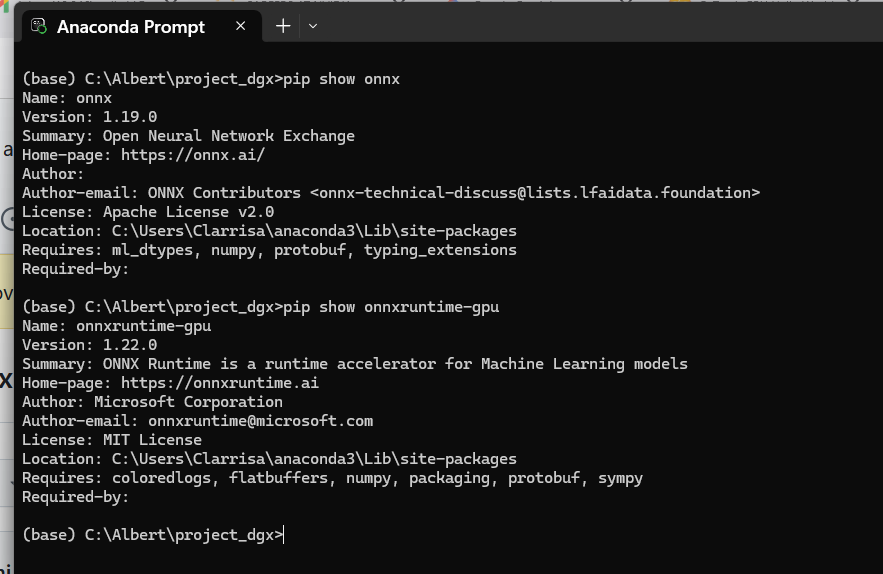 Anaconda Prompt
(base) C:\Albert\project_dgx>pip show onnx
Name: onnx
Version: 1.19.0
Summary: Open Neural Network Exchange
Home-page: https://onnx.ai/
Author:
Author-email: ONNX Contributors <onnx-technical-discuss@lists.lfaidata.foundation>
License: Apache License v2.0
Location: C:\Users\Clarrisa\anaconda3\Lib\site-packages
Requires: ml_dtypes, numpy, protobuf, typing_extensions
Required-by:
(base) C:\Albert\project_dgx>pip show onnxruntime-gpu
Name: onnxruntime-gpu
Version: 1.22.0
Summary: ONNX Runtime is a runtime accelerator for Machine Learning models
Home-page: https://onnxruntime.ai
Author: Microsoft Corporation
Author-email: onnxruntime@microsoft.com
License: MIT License
Location: C:\Users\Clarrisa\anaconda3\Lib\site-packages
Requires: coloredlogs, flatbuffers, numpy, packaging, protobuf, sympy
Required-by:
(base) C:\Albert\project_dgx>